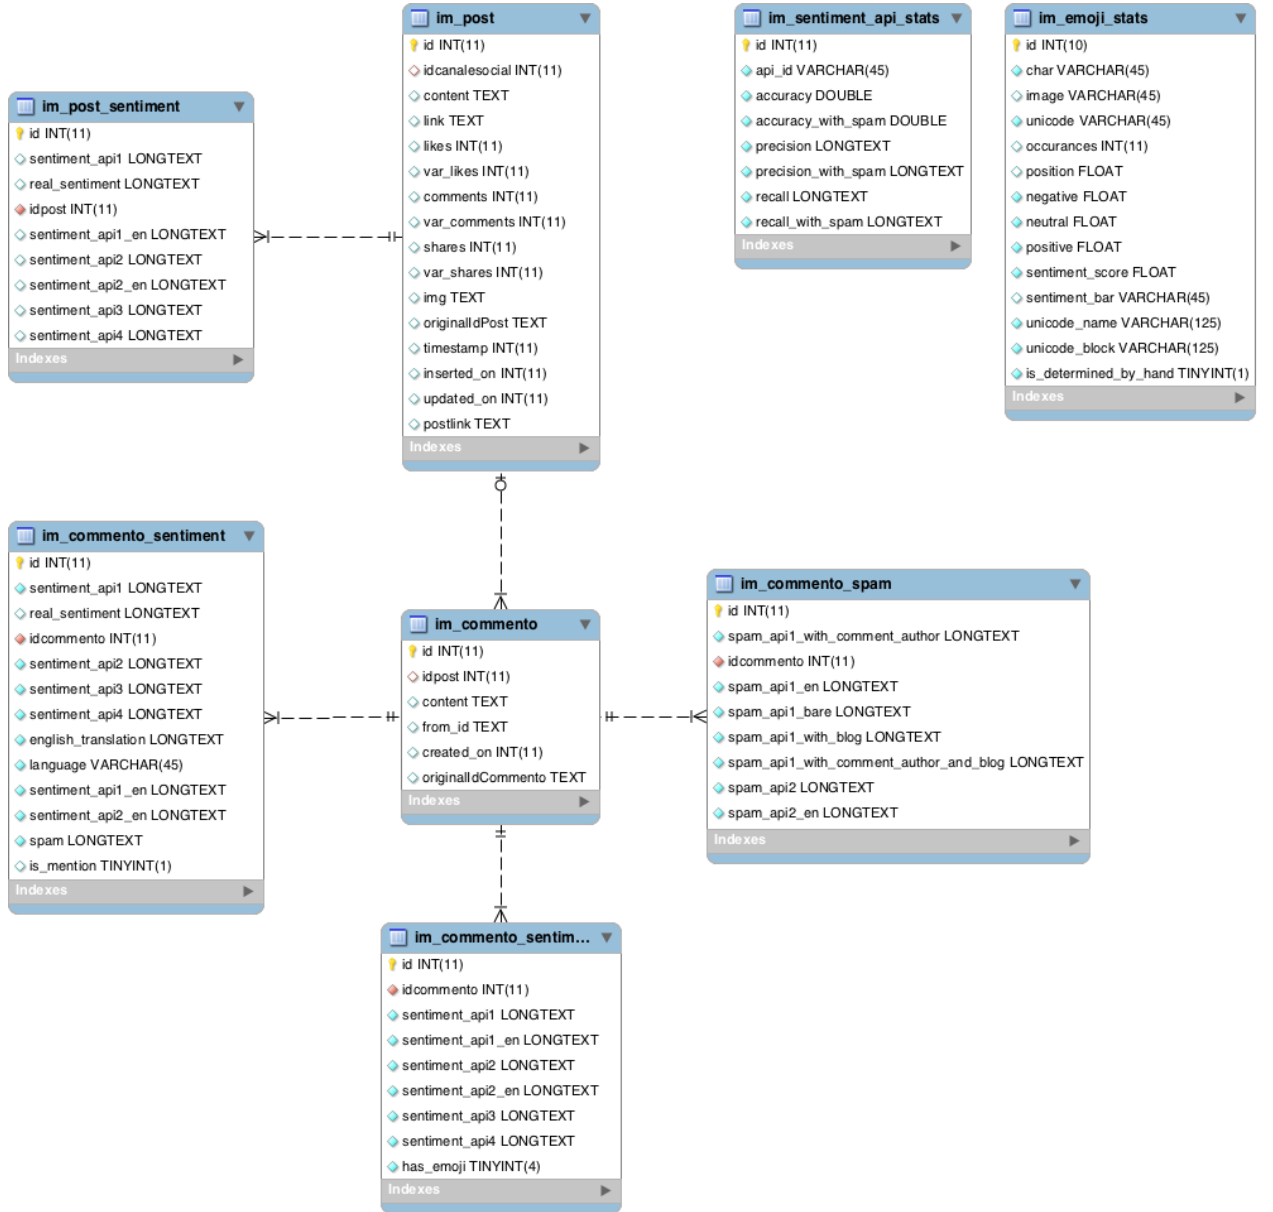 im_post
id INT(11)
idcanalesocial INT(11)
content TEXT
link TEXT
likes INT(11)
var_likes INT(11)
comments INT(11)
var_comments INT(11)
shares INT(11)
var_shares INT(11)
img TEXT
originalIdPost TEXT
timestamp INT(11)
inserted_on INT(11)
updated_on INT(11)
postlink TEXT
Indexes
im_sentiment_api_stats
id INT(11)
api_id VARCHAR(45)
accuracy DOUBLE
accuracy_with_spam DOUBLE
precision LONGTEXT
precision_with_spam LONGTEXT
recall LONGTEXT
recall_with_spam LONGTEXT
Indexes
im_emoji_stats
id INT(10)
char VARCHAR(45)
image VARCHAR(45)
unicode VARCHAR(45)
occurances INT(11)
position FLOAT
negative FLOAT
neutral FLOAT
positive FLOAT
sentiment_score FLOAT
sentiment_bar VARCHAR(45)
unicode_name VARCHAR(125)
unicode_block VARCHAR(125)
is_determined_by_hand TINYINT(1)
Indexes
im_post_sentiment
id INT(11)
sentiment_api1 LONGTEXT
real_sentiment LONGTEXT
idpost INT(11)
sentiment_api1_en LONGTEXT
sentiment_api2 LONGTEXT
sentiment_api2_en LONGTEXT
sentiment_api3 LONGTEXT
sentiment_api4 LONGTEXT
Indexes
im_commento_sentiment
id INT(11)
sentiment_api1 LONGTEXT
real_sentiment LONGTEXT
idcommento INT(11)
sentiment_api2 LONGTEXT
sentiment_api3 LONGTEXT
sentiment_api4 LONGTEXT
english_translation LONGTEXT
language VARCHAR(45)
sentiment_api1_en LONGTEXT
sentiment_api2_en LONGTEXT
spam LONGTEXT
is_mention TINYINT(1)
Indexes
im_commento
id INT(11)
idpost INT(11)
content TEXT
from_id TEXT
created_on INT(11)
originalIdCommento TEXT
Indexes
im_commento_spam
id INT(11)
spam_api1_with_comment_author LONGTEXT
idcommento INT(11)
spam_api1_en LONGTEXT
spam_api1_bare LONGTEXT
spam_api1_with_blog LONGTEXT
spam_api1_with_comment_author_and_blog LONGTEXT
spam_api2 LONGTEXT
spam_api2_en LONGTEXT
Indexes
im_commento_sentim...
id INT(11)
idcommento INT(11)
sentiment_api1 LONGTEXT
sentiment_api1_en LONGTEXT
sentiment_api2 LONGTEXT
sentiment_api2_en LONGTEXT
sentiment_api3 LONGTEXT
sentiment_api4 LONGTEXT
has_emoji TINYINT(4)
Indexes